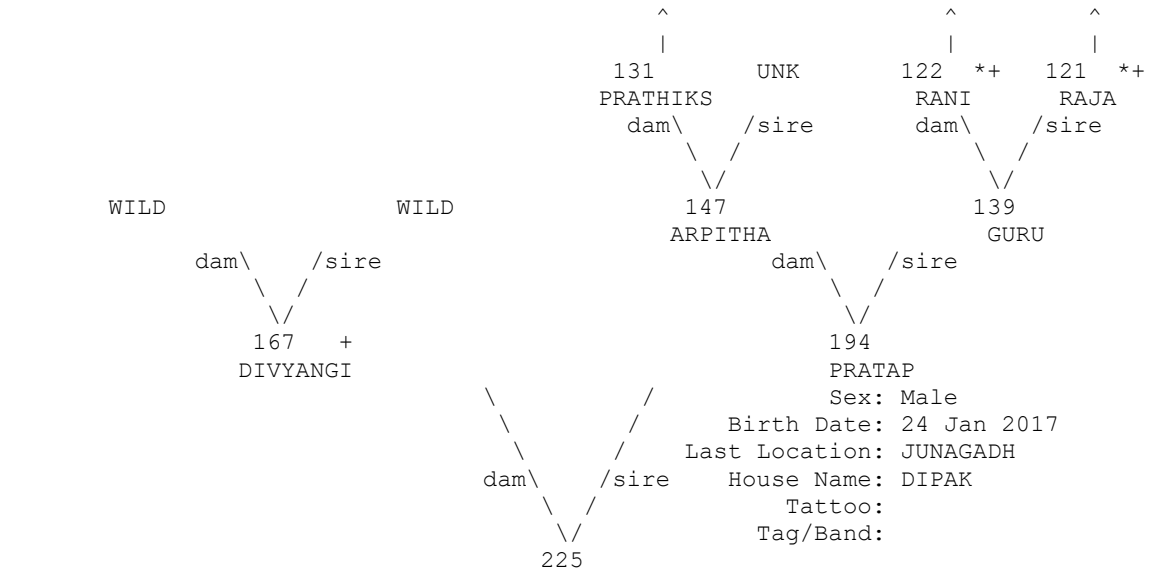 ^ ^ ^
| | |
131 UNK 122 *+ 121 *+
PRATHIKS RANI RAJA
dam\ /sire dam\ /sire
\ / \ /
\/ \/
WILD WILD 147 139
ARPITHA GURU
dam\ /sire dam\ /sire
\ / \ /
\/ \/
167 + 194
DIVYANGI PRATAP
\ / Sex: Male
\ / Birth Date: 24 Jan 2017
\ / Last Location: JUNAGADH
dam\ /sire House Name: DIPAK
\ / Tattoo:
\/ Tag/Band:
225